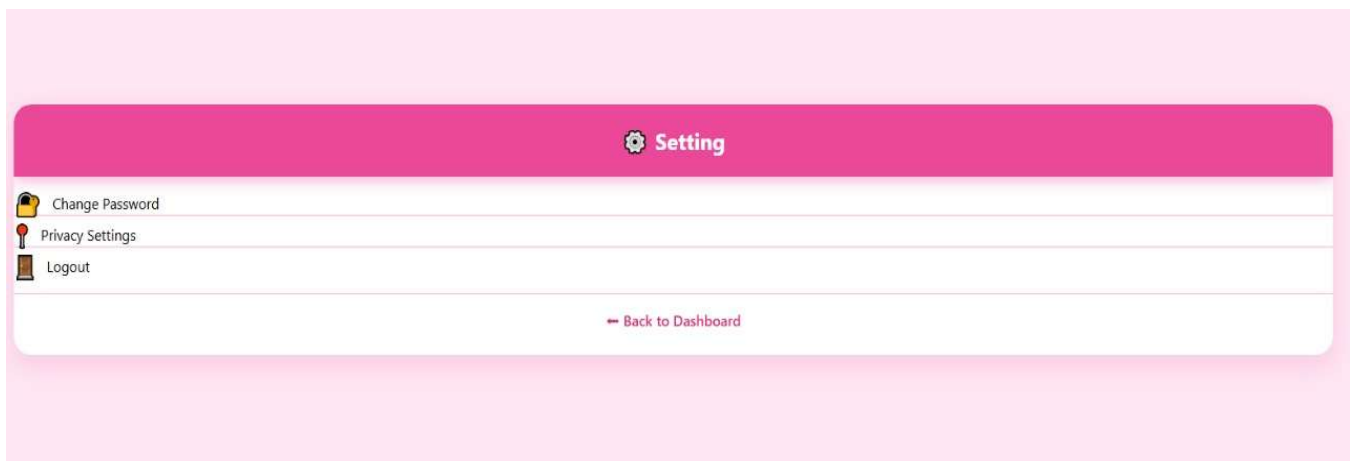 Setting
Change Password
Privacy Settings
Logout
← Back to Dashboard